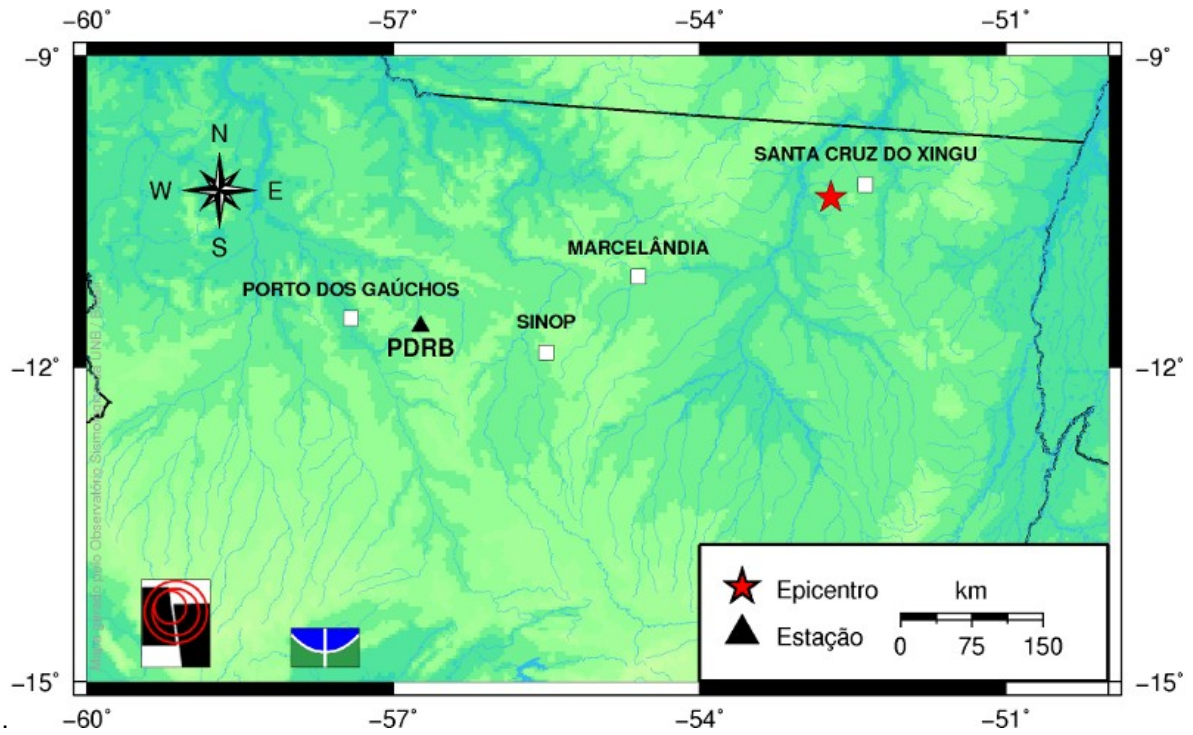 −60˚ −57˚ −54˚ −51˚
−9˚ −9˚
N
SANTA CRUZ DO XINGU
W E
S
MARCELÂNDIA
PORTO DOS GAÚCHOS
SINOP
PDRB
−12˚ −12˚
km
Epicentro
Estação
0 75 150
−15˚ −15˚
−60˚ −57˚ −54˚ −51˚
.